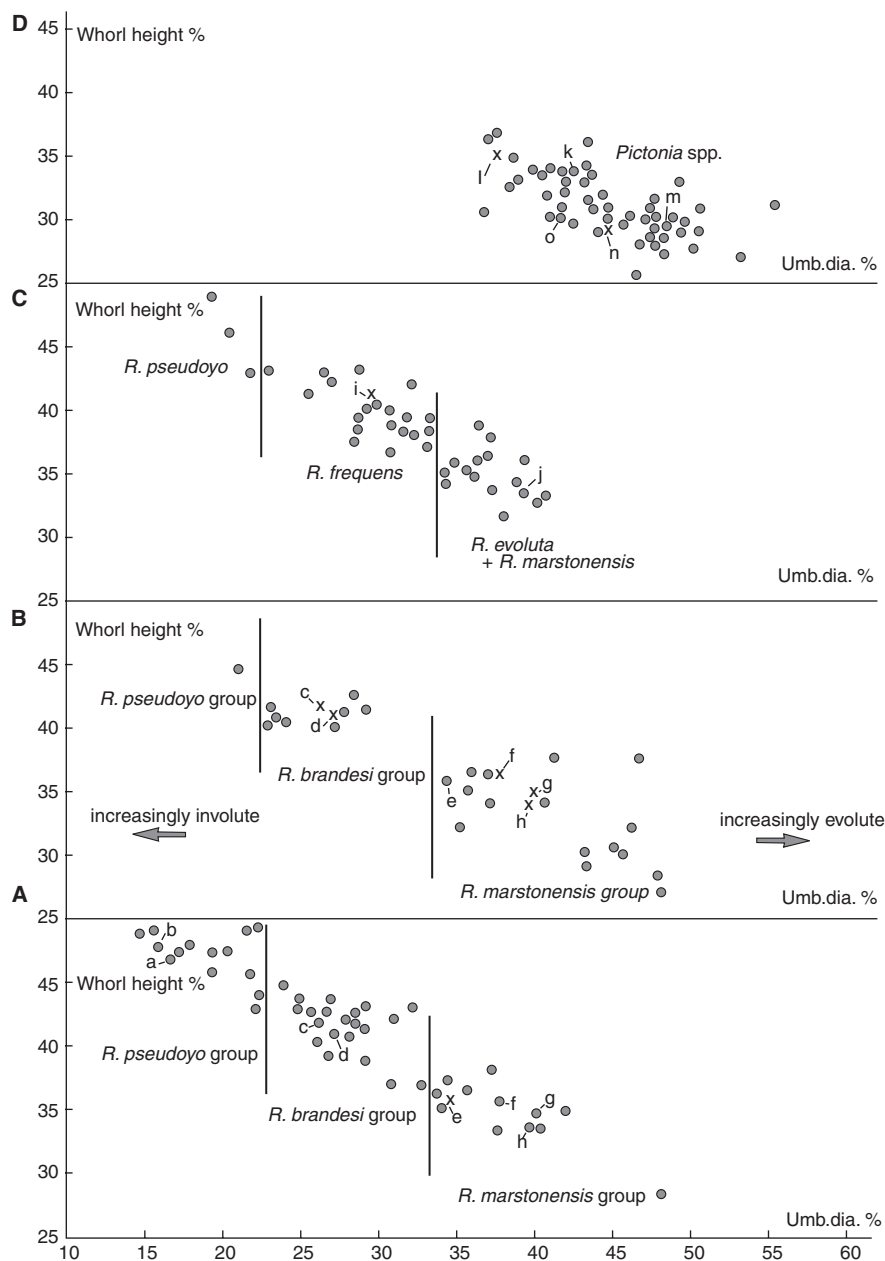 D
45
Whorl height %
40
35
k
Pictonia spp.
x
l
m
30
o
x
n
25
Umb.dia. %
C
Whorl height %
45
R. pseudoyo
40
i
x
35
R. frequens
j
30
R. evoluta
+ R. marstonensis
25
Umb.dia. %
B
Whorl height %
45
R. pseudoyo group
c
x
40
d
x
R. brandesi group
f
x
35
e
x
g
increasingly involute
h
x
increasingly evolute
30
R. marstonensis group
Umb.dia. %
A
25
b
a
45
Whorl height %
c
40
R. pseudoyo group
d
x
35
R. brandesi group
e
f
g
h
30
R. marstonensis group
Umb.dia. %
25
10 15 20 25 30 35 40 45 50 55 60